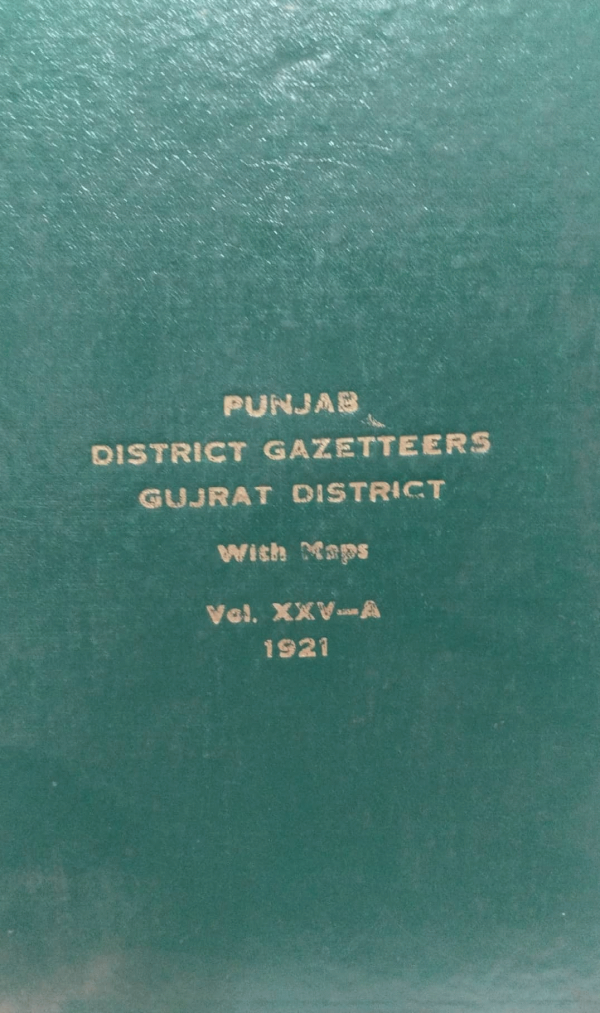 PUNJAB
DISTRICT GAZETTEERS
GUJRAT DISTRICT
With Maps
Vol. XXV-A
1921